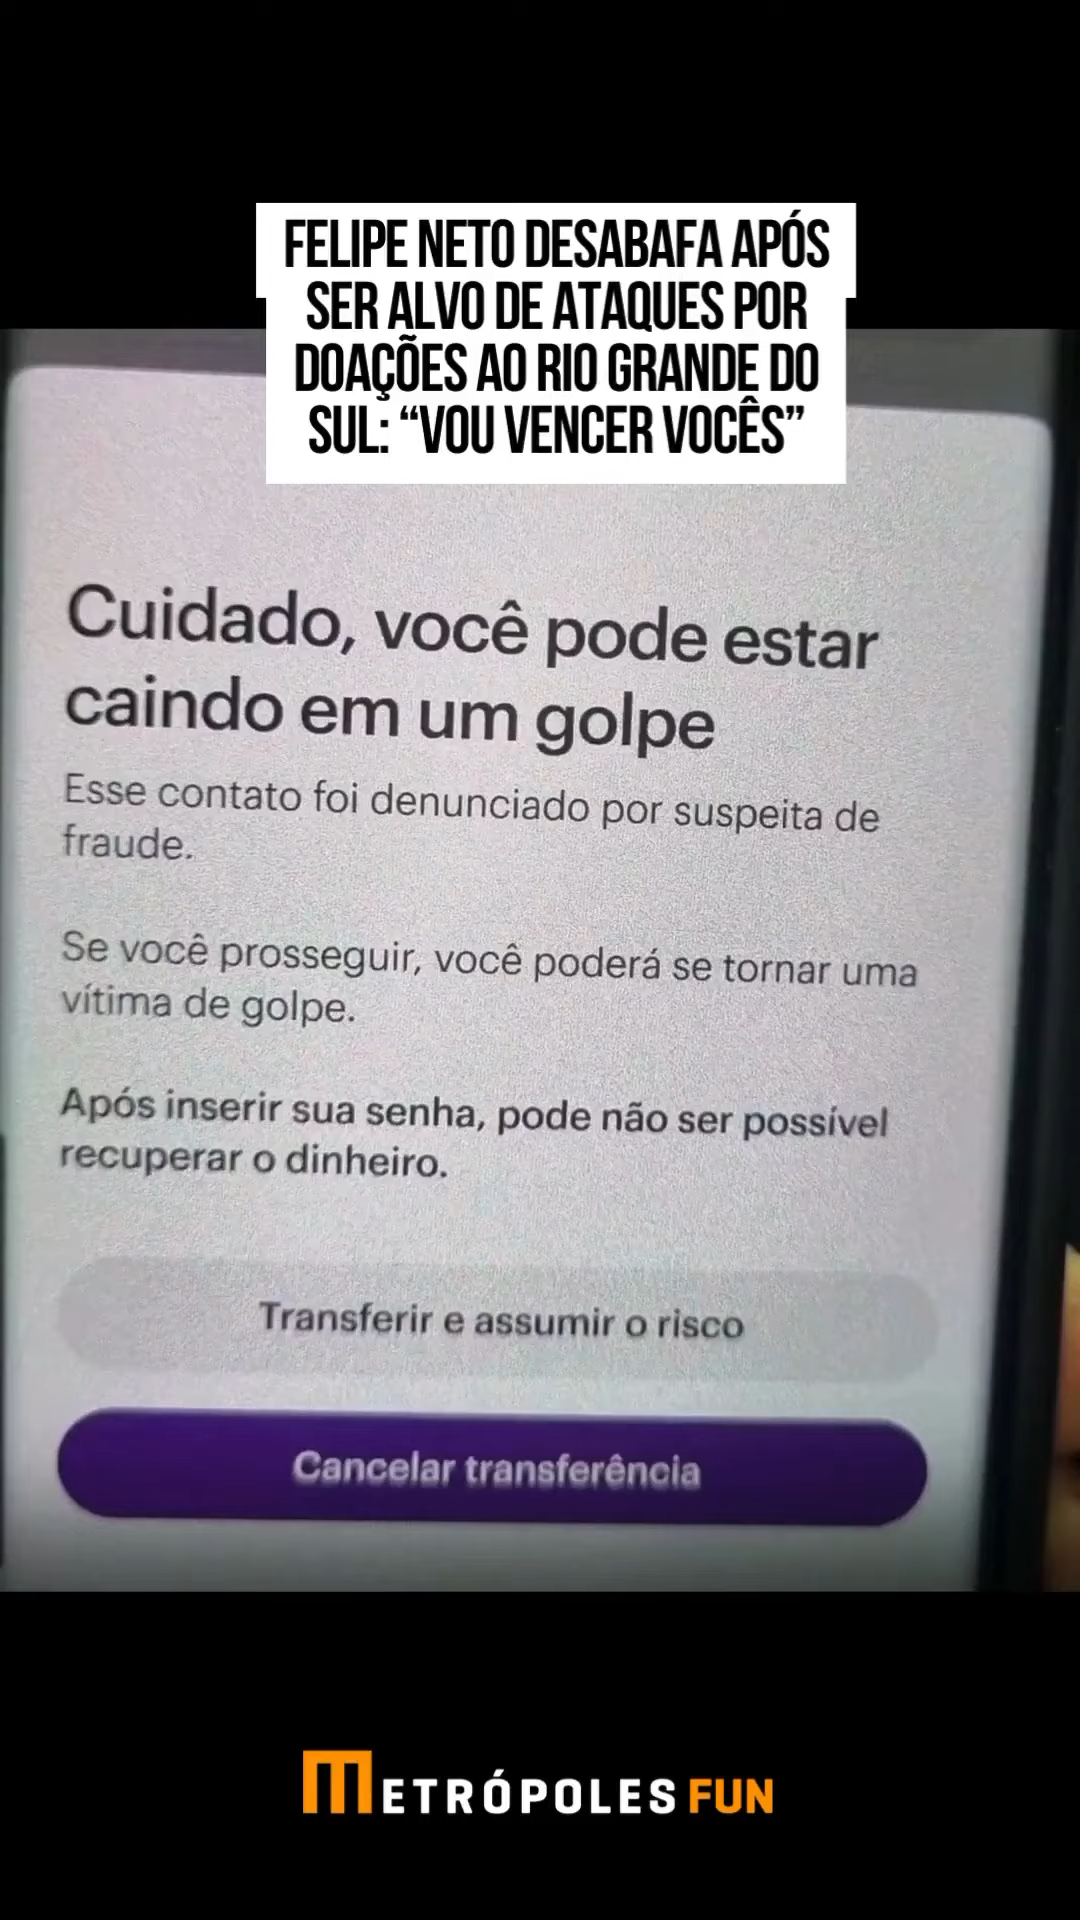 FELIPE NETO DESABAFA APÓS
SER ALVO DE ATAQUES POR
DOAÇÕES AO RIO GRANDE DO
SUL: “VOU VENCER VOCÊS”
Cuidado, você pode estar
caindo em um golpe
Esse contato foi denunciado por suspeita de
fraude.
Se você prosseguir, você poderá se tornar uma
vítima de golpe.
Após inserir sua senha, pode não ser possível
recuperar o dinheiro.
Transferir e assumir o risco
Cancelar transferência
METRÓPOLES FUN